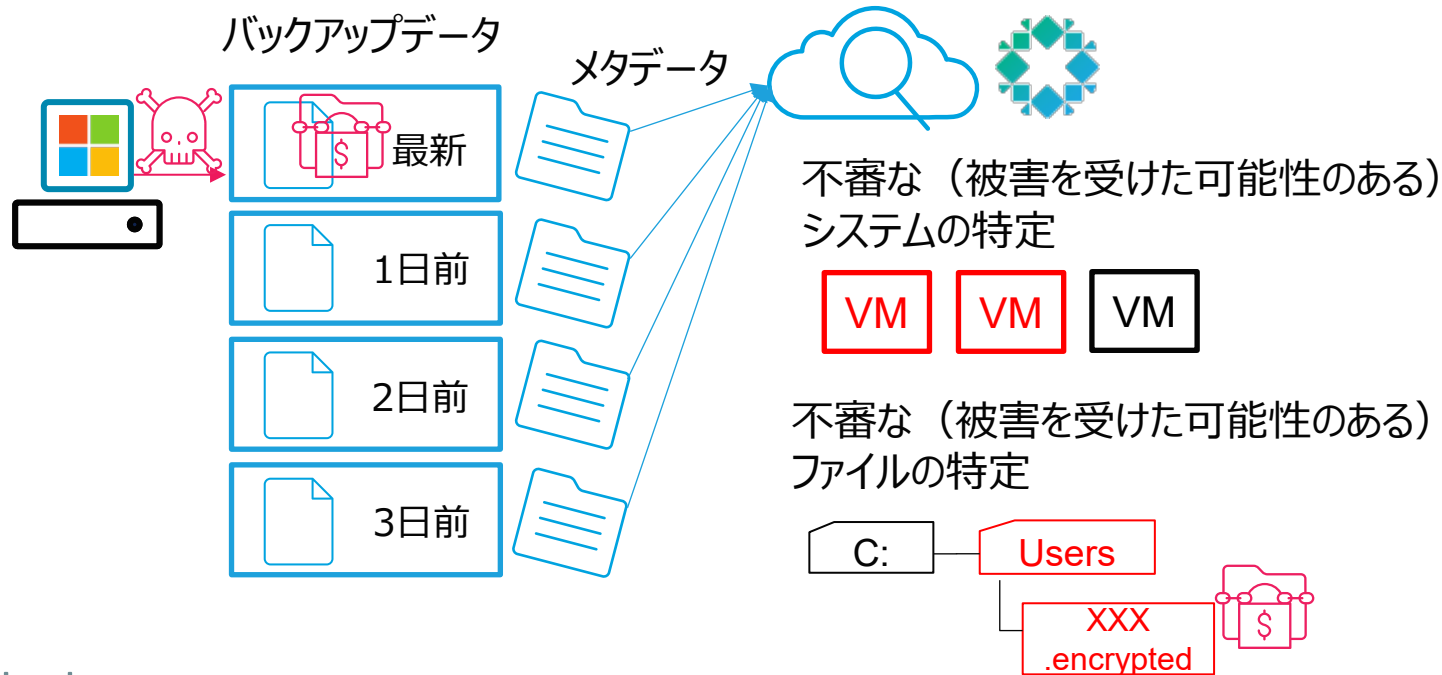 バックアップデータ
メタデータ
最新
1日前
2日前
3日前
不審な（被害を受けた可能性のある）
システムの特定
VM
VM
VM
不審な（被害を受けた可能性のある）
ファイルの特定
C:
Users
XXX
.encrypted
$
$